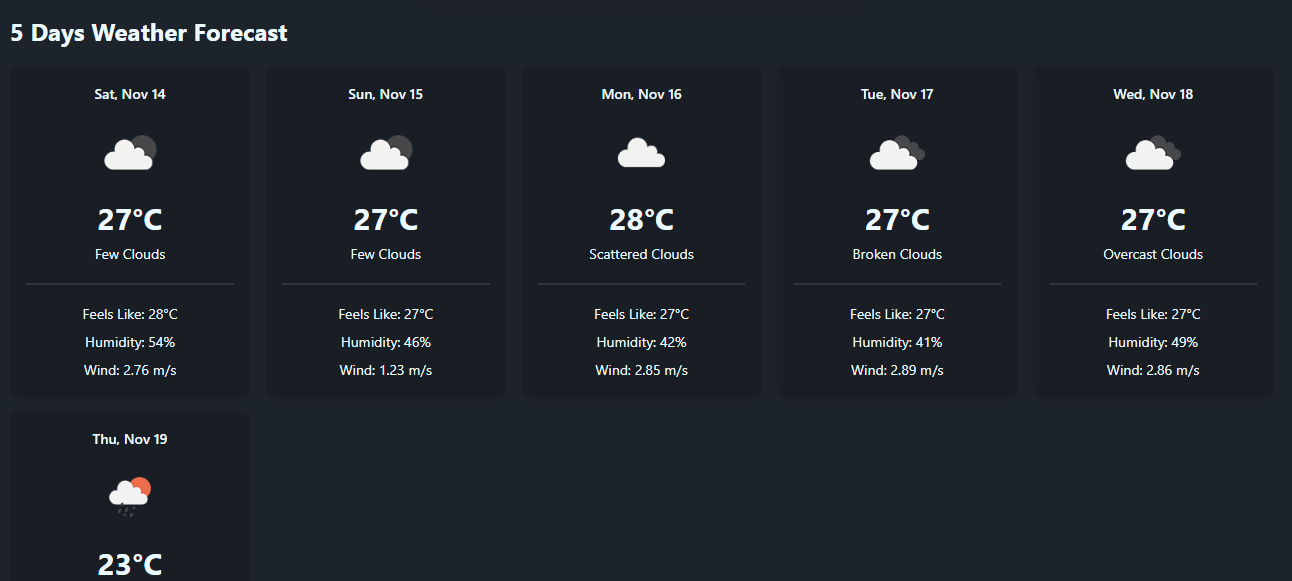 5 Days Weather Forecast
Sat, Nov 14
27°C
Few Clouds
Feels Like: 28°C
Humidity: 54%
Wind: 2.76 m/s
Sun, Nov 15
27°C
Few Clouds
Feels Like: 27°C
Humidity: 46%
Wind: 1.23 m/s
Mon, Nov 16
28°C
Scattered Clouds
Feels Like: 27°C
Humidity: 42%
Wind: 2.85 m/s
Tue, Nov 17
27°C
Broken Clouds
Feels Like: 27°C
Humidity: 41%
Wind: 2.89 m/s
Wed, Nov 18
27°C
Overcast Clouds
Feels Like: 27°C
Humidity: 49%
Wind: 2.86 m/s
Thu, Nov 19
23°C